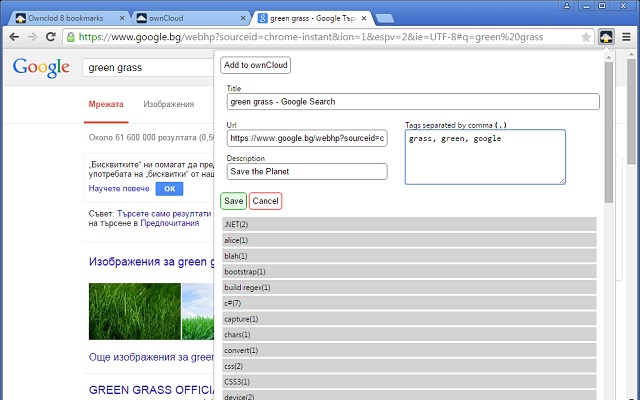 Ownclod 8 bookmarks
ownCloud
green grass - Google Търс
https://www.google.bg/webhp?sourceid=chrome-instant&ion=1&espv=2&ie=UTF-8#q=green%20grass
Google
green grass
Мрежата
Изображения
Около 61 600 000 резултата (0,5
„Бисквитките“ ни помагат да пред
употребата на „бисквитки“ от наш
Научете повече
OK
Съвет: Търсете само резултати
на търсене в Предпочитания
Изображения за green g
Още изображения за green
GREEN GRASS OFFICIA
Add to ownCloud
Title
green grass - Google Search
Url
https://www.google.bg/webhp?sourceid=c
Description
Save the Planet
Tags separated by comma (,)
grass, green, google
Save
Cancel
.NET(2)
alice(1)
blah(1)
bootstrap(1)
build regex(1)
c#(7)
capture(1)
chars(1)
convert(1)
css(2)
CSS3(1)
device(2)